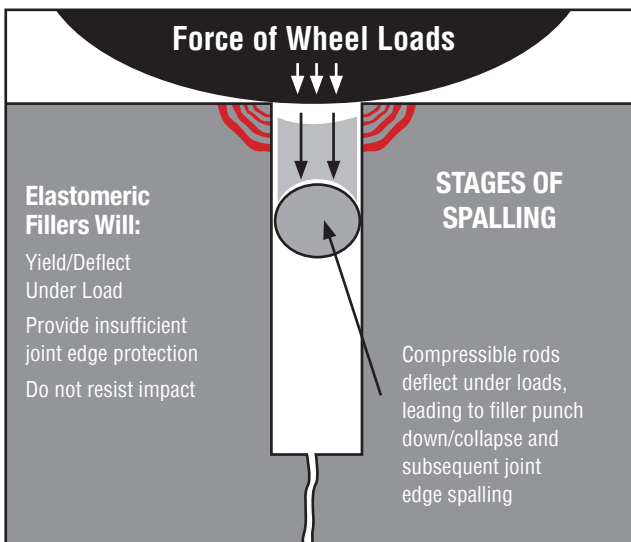 Force of Wheel Loads
Elastomeric
Fillers Will:
Yield/Deflect
Under Load
Provide insufficient
joint edge protection
Do not resist impact
STAGES OF
SPALLING
Compressible rods
deflect under loads,
leading to filler punch
down/collapse and
subsequent joint
edge spalling